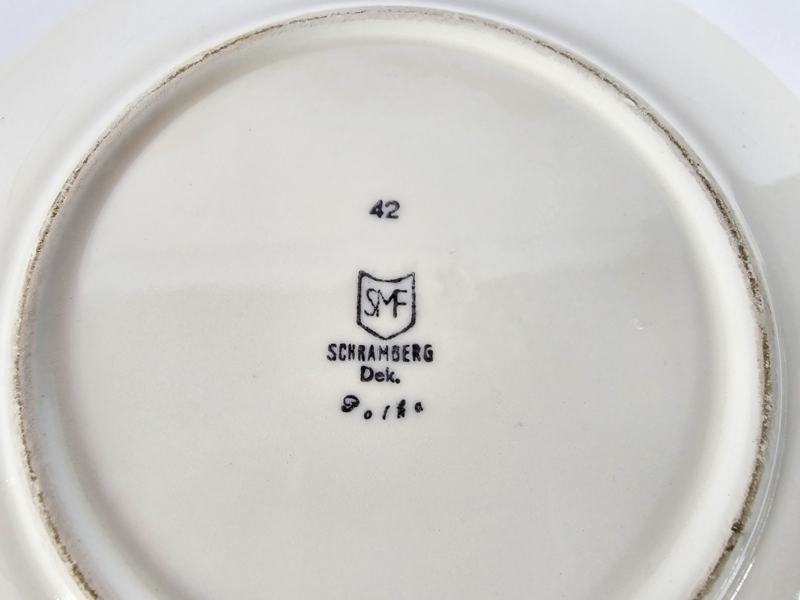 42
SMF
SCHRAMBERG
Dek.
Polka